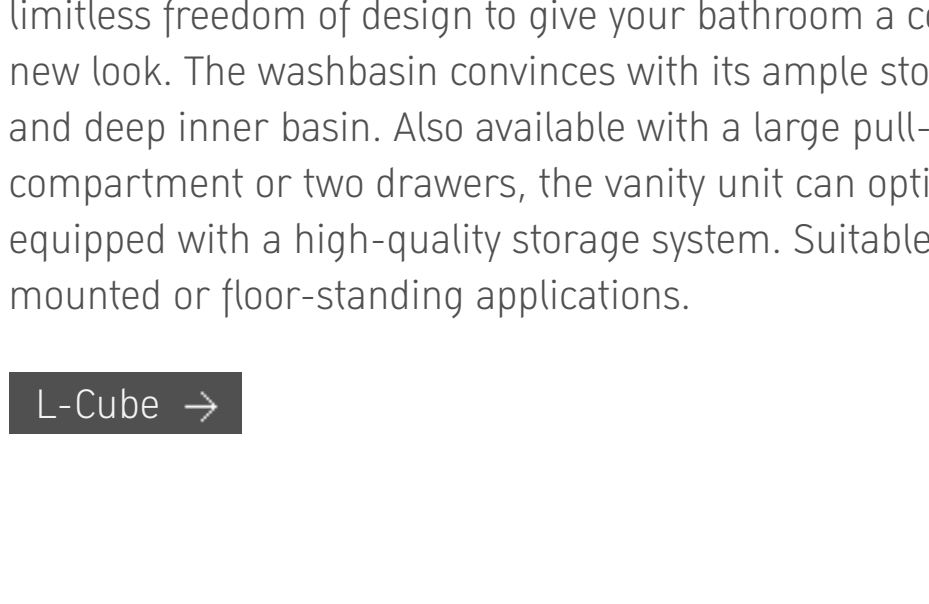 limitless freedom of design to give your bathroom a
new look. The washbasin convinces with its ample
and deep inner basin. Also available with a large pull-
compartment or two drawers, the vanity unit can
equipped with a high-quality storage system. Suitable
mounted or floor-standing applications.
L-Cube →